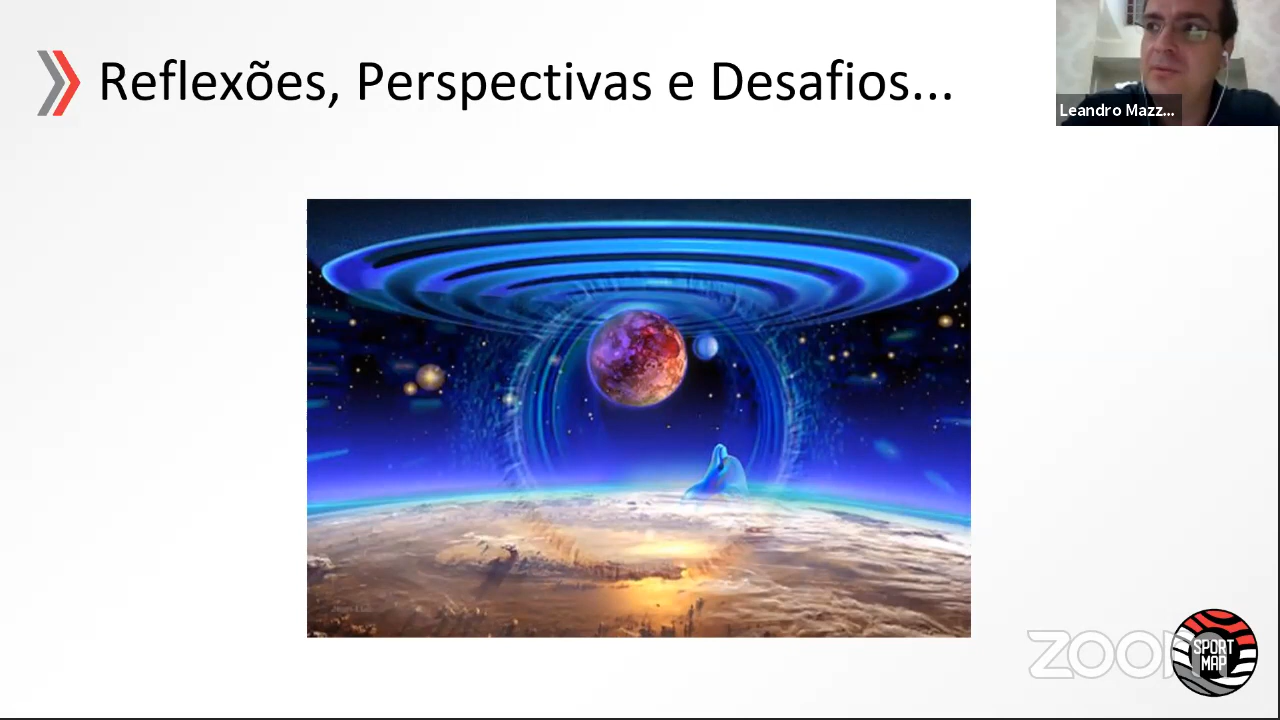 Reflexões, Perspectivas e Desafios...
Leandro Mazz...
zoom
SPORT
MAP